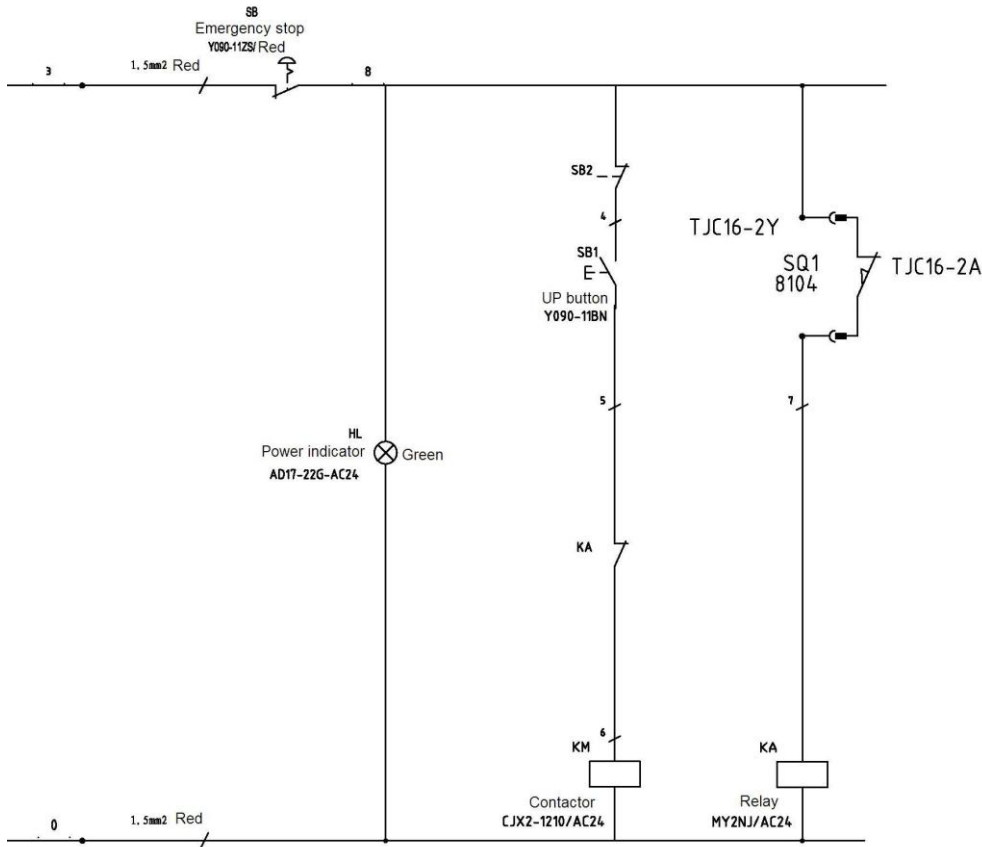 SB
Emergency stop
Y090-11ZS/ Red
3
1.5mm2 Red
8
SB2
4
TJC16-2Y
SB1
SQ1
8104
TJC16-2A
UP button
Y090-11BN
5
7
HL
Power indicator
Green
AD17-22G-AC24
KA
6
KM
KA
Contactor
CJX2-1210/AC24
Relay
MY2NJ/AC24
0
1.5mm2 Red